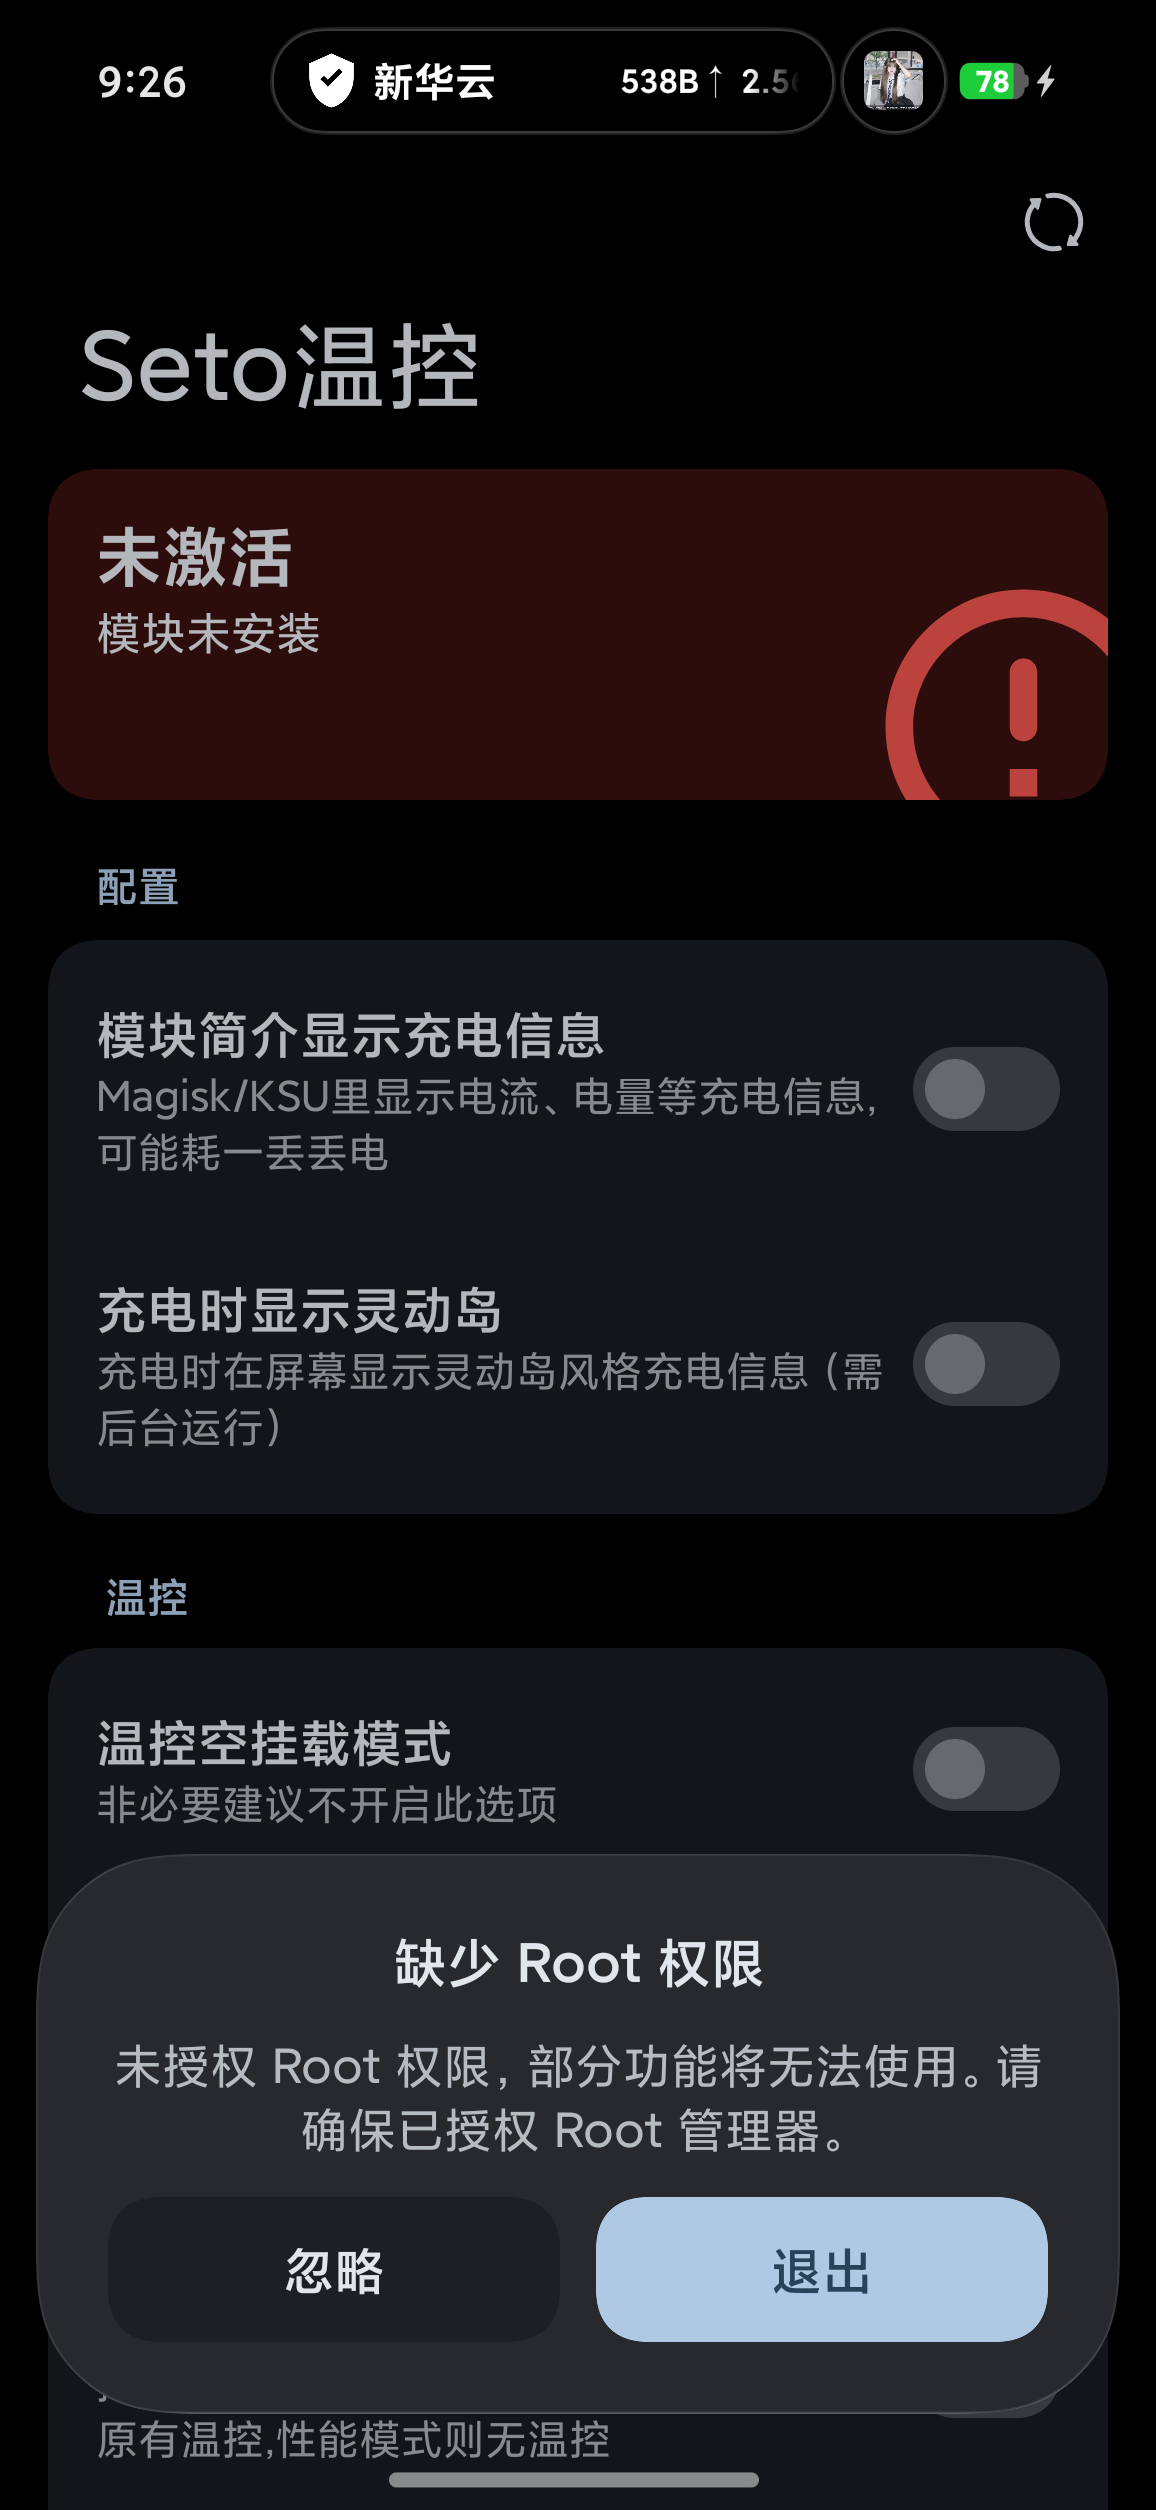 9:26
新华云
538B↑ 2.5
78
Seto温控
未激活
模块未安装
配置
模块简介显示充电信息
Magisk/KSU里显示电流、电量等充电信息,
可能耗一丢丢电
充电时显示灵动岛
充电时在屏幕显示灵动岛风格充电信息（需
后台运行）
温控
温控空挂载模式
非必要建议不开启此选项
缺少 Root 权限
未授权 Root 权限，部分功能将无法使用。请
确保已授权 Root 管理器。
忽略
退出
原有温控,性能模式则无温控